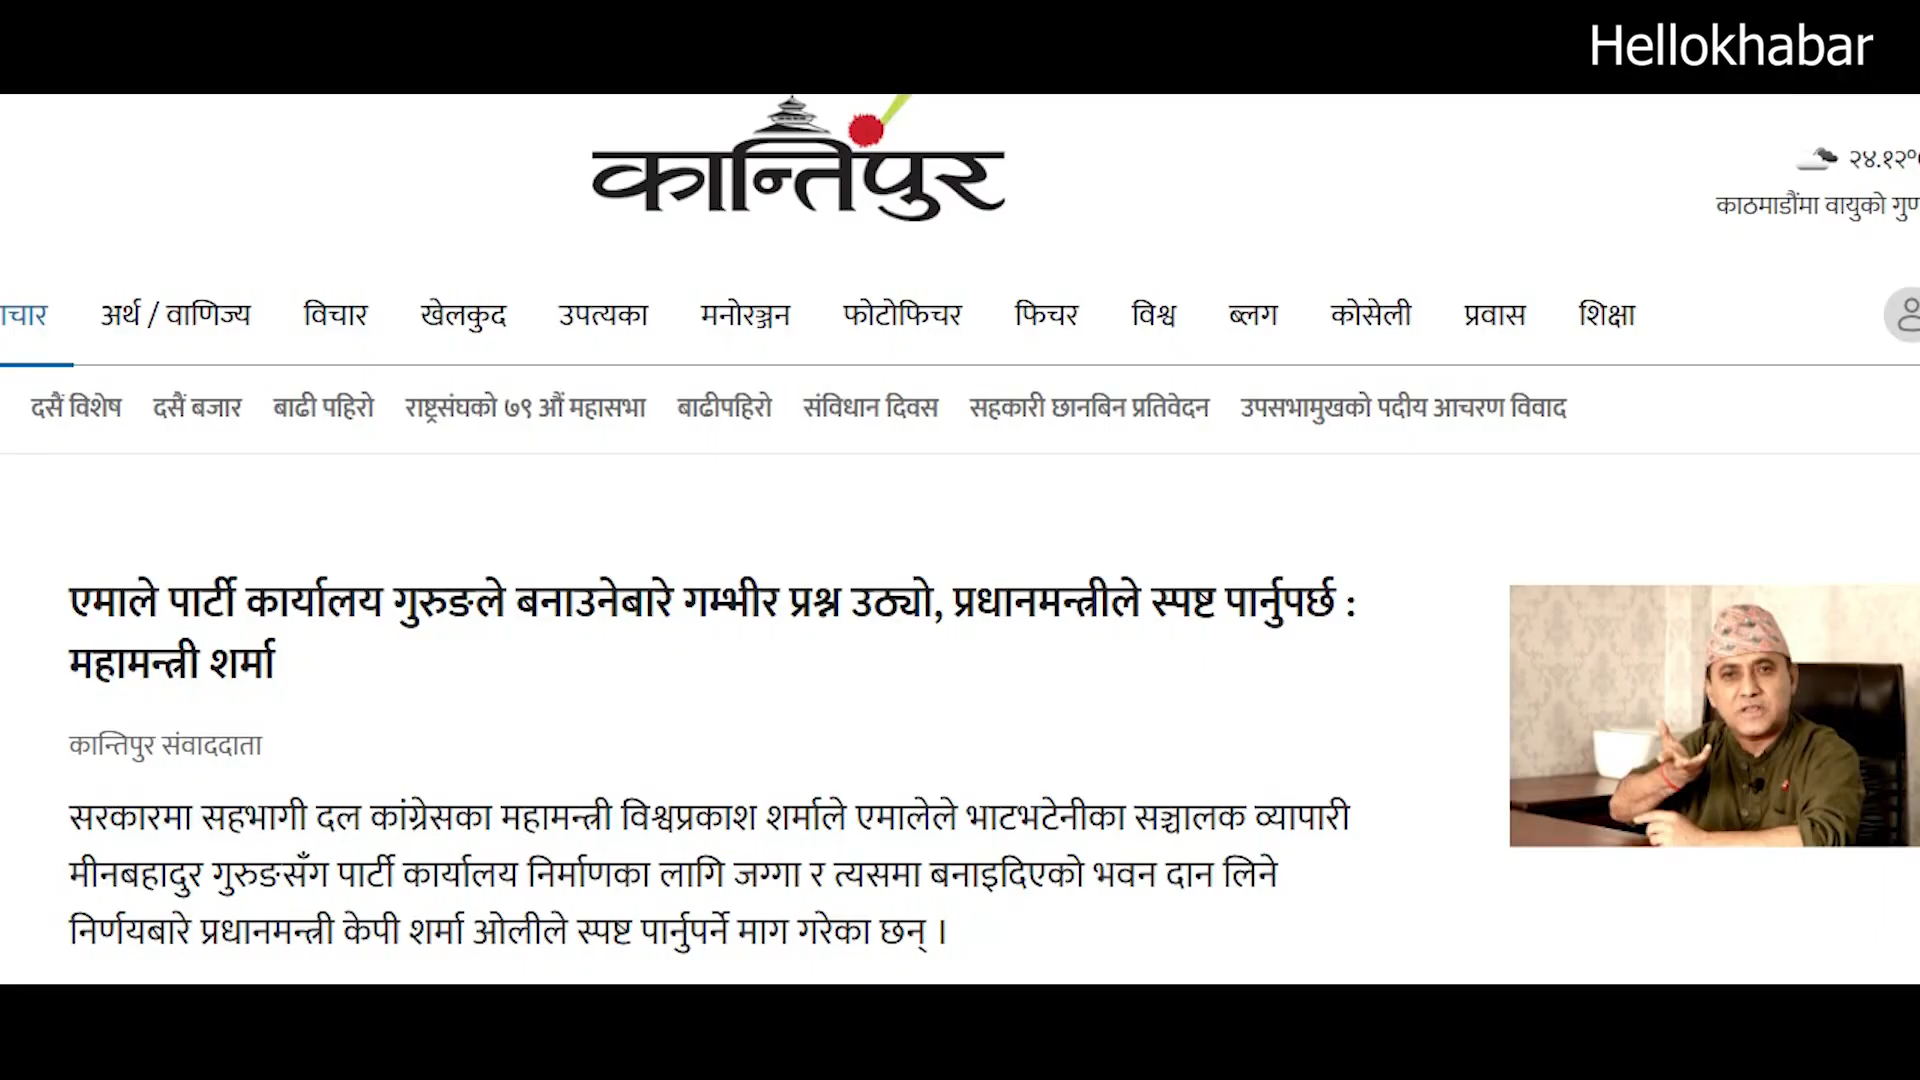 Hellokhabar
कान्तिपुर
२४.१२°
काठमाडौंमा वायुको
अर्थ / वाणिज्य विचार खेलकुद उपत्यका मनोरञ्जन फोटोफिचर फिचर विश्व ब्लग कोसेली प्रवास शिक्षा
दसैं विशेष दसैं बजार बाढी पहिरो राष्ट्रसंघको ७९ औं महासभा बाढीपहिरो संविधान दिवस सहकारी छानबिन प्रतिवेदन उपसभामुखको पदीय आचरण विवाद
एमाले पार्टी कार्यालय गुरुङले बनाउनेबारे गम्भीर प्रश्न उठ्यो, प्रधानमन्त्रीले स्पष्ट पार्नुपर्छ :
महामन्त्री शर्मा
कान्तिपुर संवाददाता
सरकारमा सहभागी दल कांग्रेसका महामन्त्री विश्वप्रकाश शर्माले एमालेले भाटभटेनीका सञ्चालक व्यापारी
मीनबहादुर गुरुङसँग पार्टी कार्यालय निर्माणका लागि जग्गा र त्यसमा बनाइदिएको भवन दान लिने
निर्णयबारे प्रधानमन्त्री केपी शर्मा ओलीले स्पष्ट पार्नुपर्ने माग गरेका छन् ।